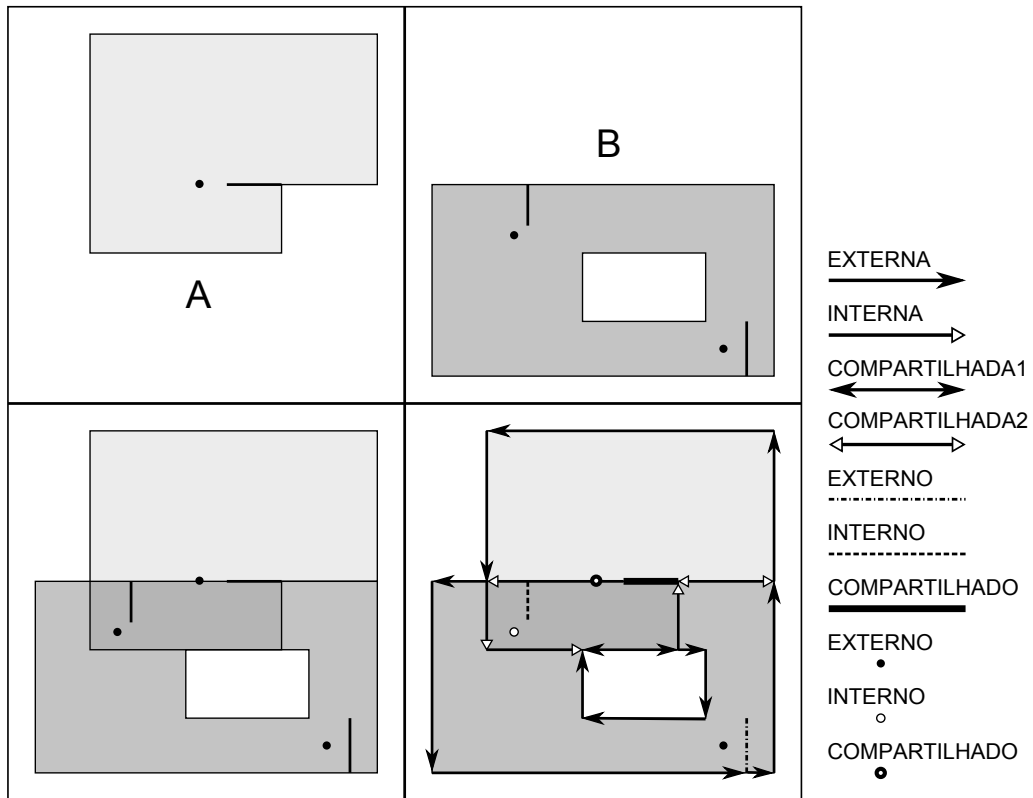 A
B
EXTERNA
INTERNA
COMPARTILHADA1
COMPARTILHADA2
EXTERNO
INTERNO
COMPARTILHADO
EXTERNO
INTERNO
COMPARTILHADO